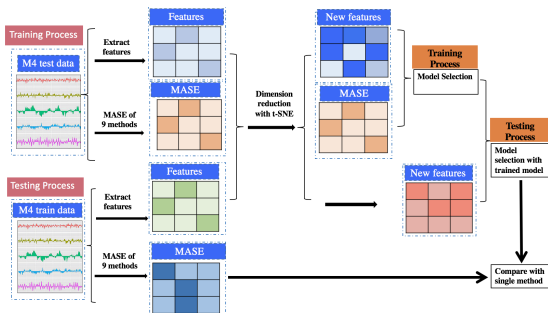 Training Process
M4 test data
Extract
features
MASE of
9 methods
Features
MASE
Dimension
reduction
with t-SNE
New features
MASE
Training
Process
Model Selection
Testing
Process
Model
selection with
trained model
Testing Process
M4 train data
Extract
features
MASE of
9 methods
Features
MASE
New features
Compare with
single method